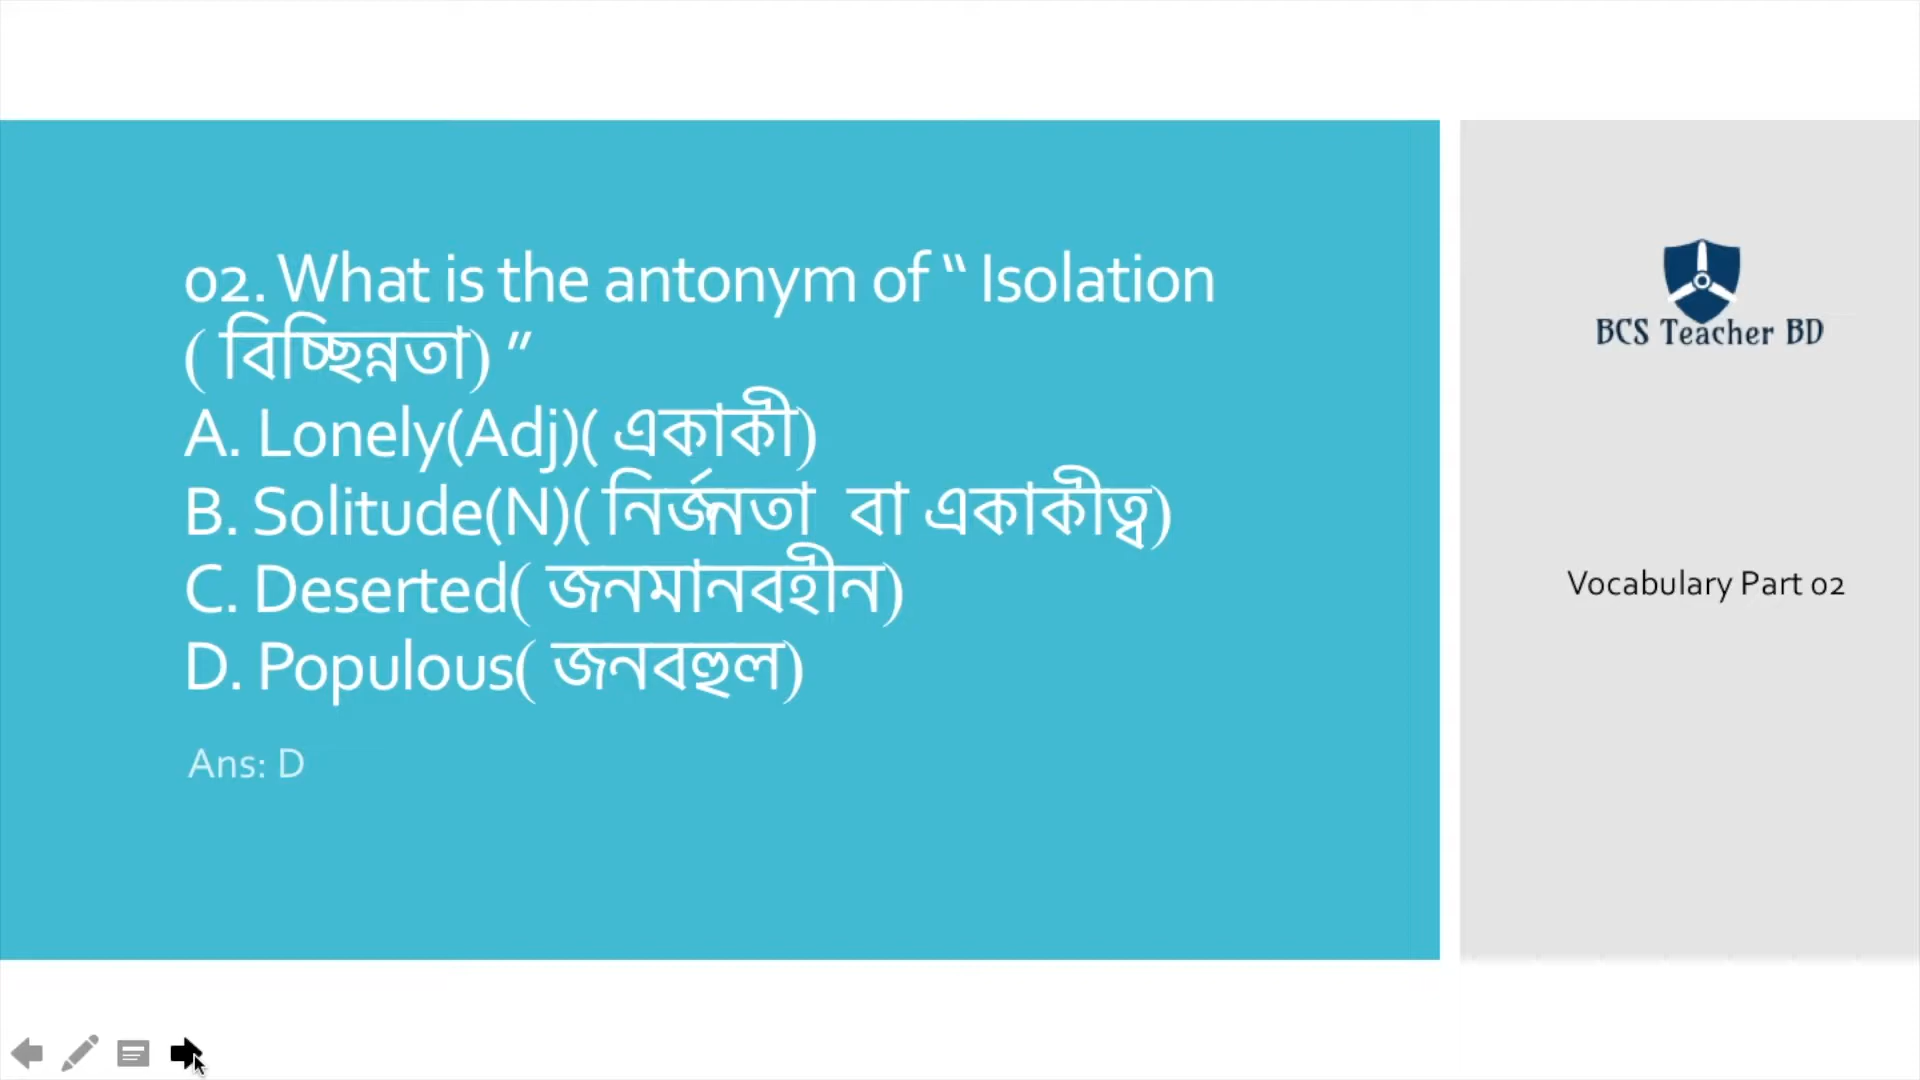 02. What is the antonym of “ Isolation
( বিচ্ছিন্নতা) ”
A. Lonely(Adj)( একাকী)
B. Solitude(N)( নির্জনতা বা একাকীত্ব)
C. Deserted( জনমানবহীন)
D. Populous( জনবহুল)
Ans: D
BCS Teacher BD
Vocabulary Part 02